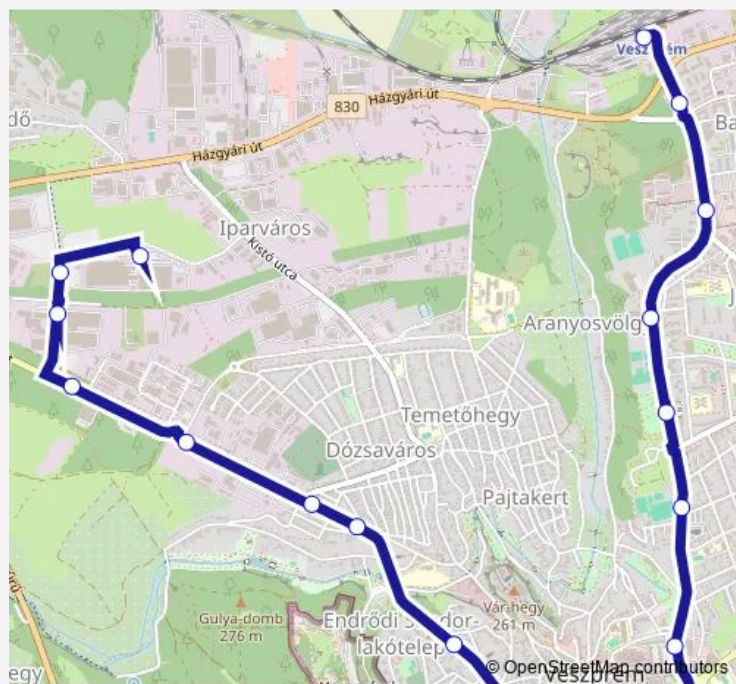 Veszprém
830
Házgyári út
dő
Ba
Házgyári út
Iparváros
Kistó utca
J
Aranyosvölg
Temetőhegy
Dózsaváros
Pajtakert
Vár-hegy
261 m
Gulya-domb
276 m
Endrődi Sándor-
lakótelep
egy
© OpenStreetMap contributors
Veszprém